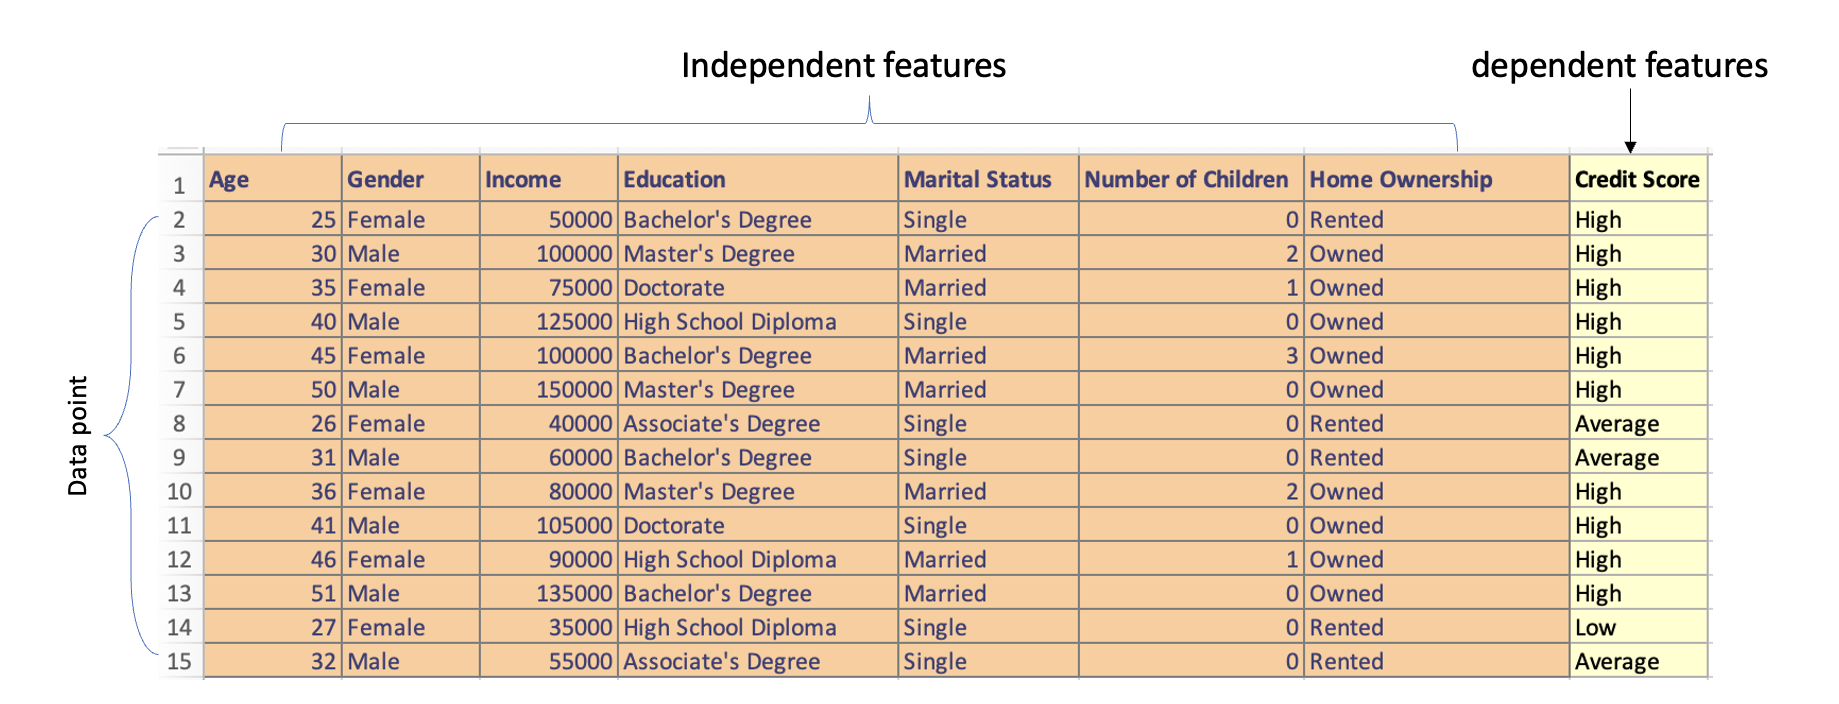 Independent features
dependent features
1 Age Gender Income Education Marital Status Number of Children Home Ownership Credit Score
2 25 Female 50000 Bachelor's Degree Single 0 Rented High
3 30 Male 100000 Master's Degree Married 2 Owned High
4 35 Female 75000 Doctorate Married 1 Owned High
5 40 Male 125000 High School Diploma Single 0 Owned High
6 45 Female 100000 Bachelor's Degree Married 3 Owned High
7 50 Male 150000 Master's Degree Married 0 Owned High
8 26 Female 40000 Associate's Degree Single 0 Rented Average
9 31 Male 60000 Bachelor's Degree Single 0 Rented Average
10 36 Female 80000 Master's Degree Married 2 Owned High
11 41 Male 105000 Doctorate Single 0 Owned High
12 46 Female 90000 High School Diploma Married 1 Owned High
13 51 Male 135000 Bachelor's Degree Married 0 Owned High
14 27 Female 35000 High School Diploma Single 0 Rented Low
15 32 Male 55000 Associate's Degree Single 0 Rented Average
Data point